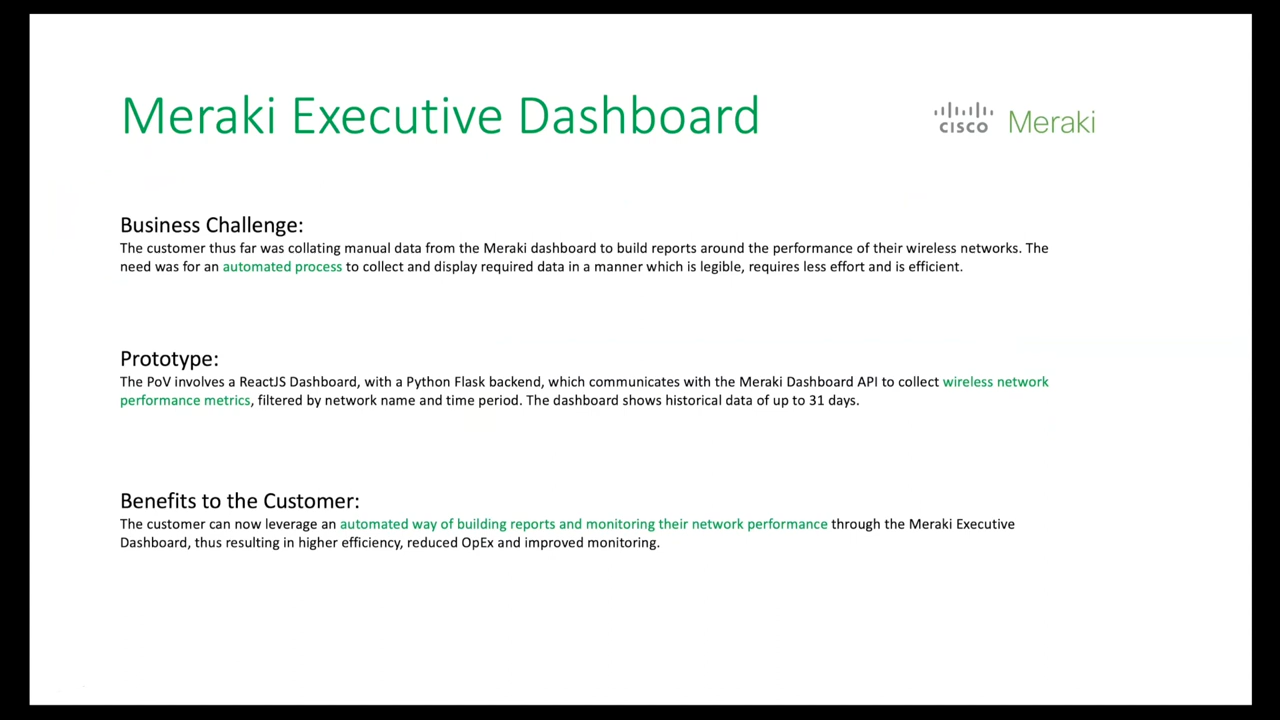 Meraki Executive Dashboard
CISCO Meraki
Business Challenge:
The customer thus far was collating manual data from the Meraki dashboard to build reports around the performance of their wireless networks. The
need was for an automated process to collect and display required data in a manner which is legible, requires less effort and is efficient.
Prototype:
The PoV involves a ReactJS Dashboard, with a Python Flask backend, which communicates with the Meraki Dashboard API to collect wireless network
performance metrics, filtered by network name and time period. The dashboard shows historical data of up to 31 days.
Benefits to the Customer:
The customer can now leverage an automated way of building reports and monitoring their network performance through the Meraki Executive
Dashboard, thus resulting in higher efficiency, reduced OpEx and improved monitoring.